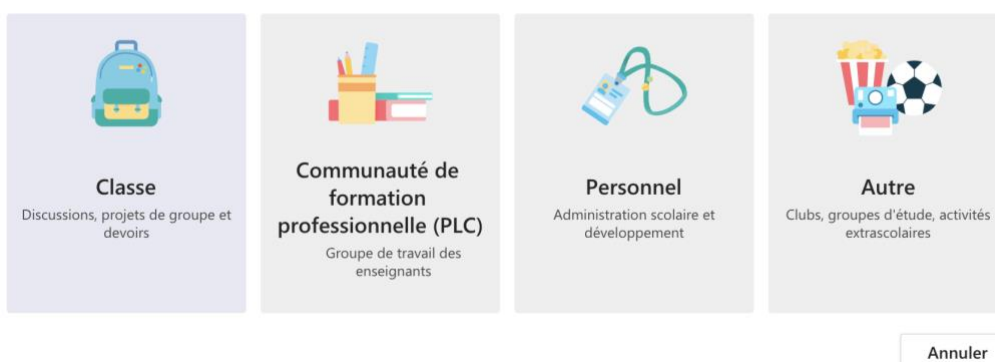 Classe
Discussions, projets de groupe et
devoirs
Communauté de
formation
professionnelle (PLC)
Groupe de travail des
enseignants
Personnel
Administration scolaire et
développement
Autre
Clubs, groupes d'étude, activités
extrascolaires
Annuler